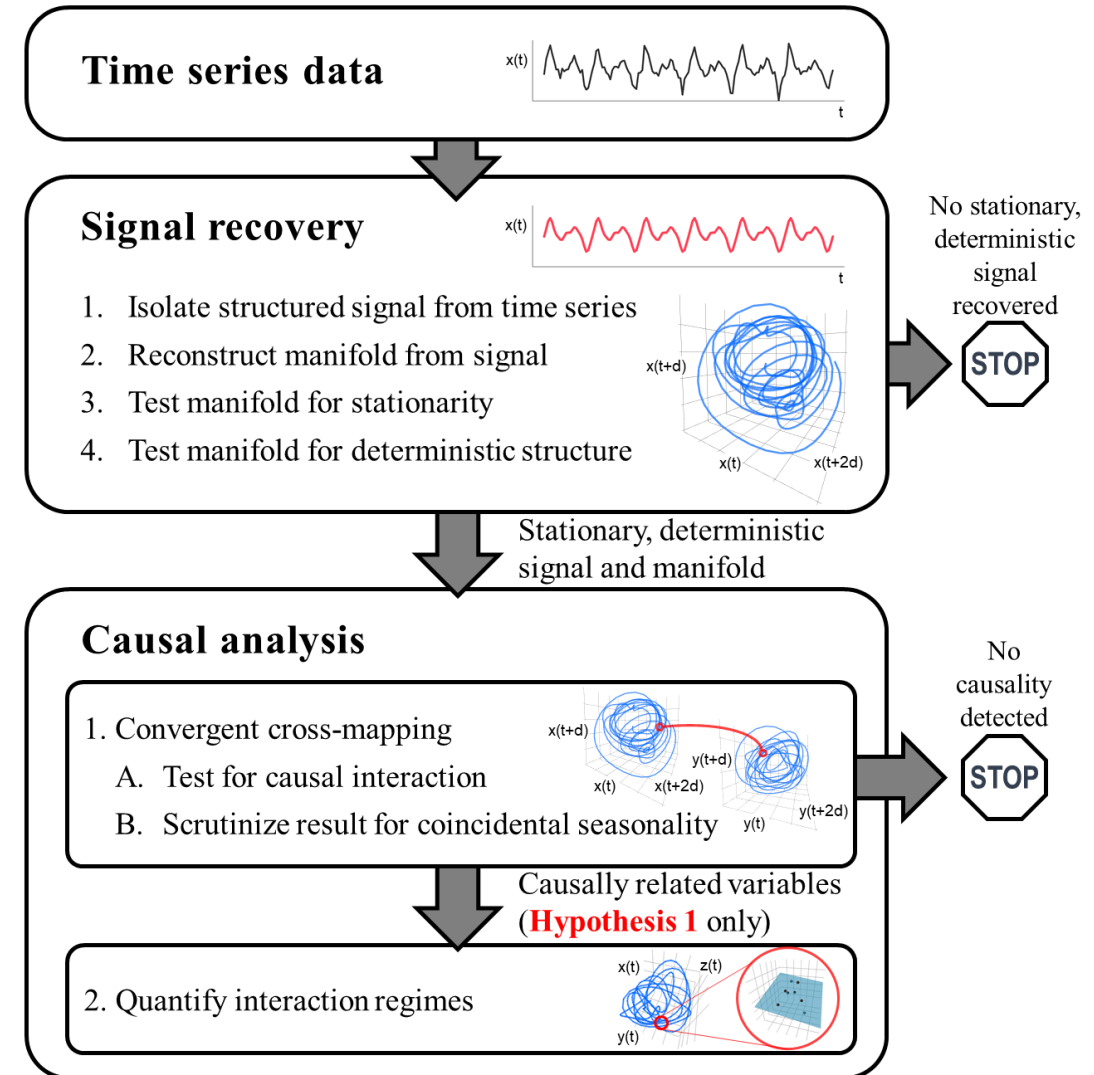 Time series data
x(t)
t
Signal recovery
x(t)
t
1. Isolate structured signal from time series
2. Reconstruct manifold from signal
3. Test manifold for stationarity
4. Test manifold for deterministic structure
x(t+d)
x(t)
x(t+2d)
No stationary,
deterministic
signal
recovered
STOP
Stationary, deterministic
signal and manifold
Causal analysis
1. Convergent cross-mapping
A. Test for causal interaction
B. Scrutinize result for coincidental seasonality
x(t+d)
x(t)
x(t+2d)
y(t+d)
y(t)
y(t+2d)
No
causality
detected
STOP
Causally related variables
(Hypothesis 1 only)
2. Quantify interaction regimes
x(t)
z(t)
y(t)